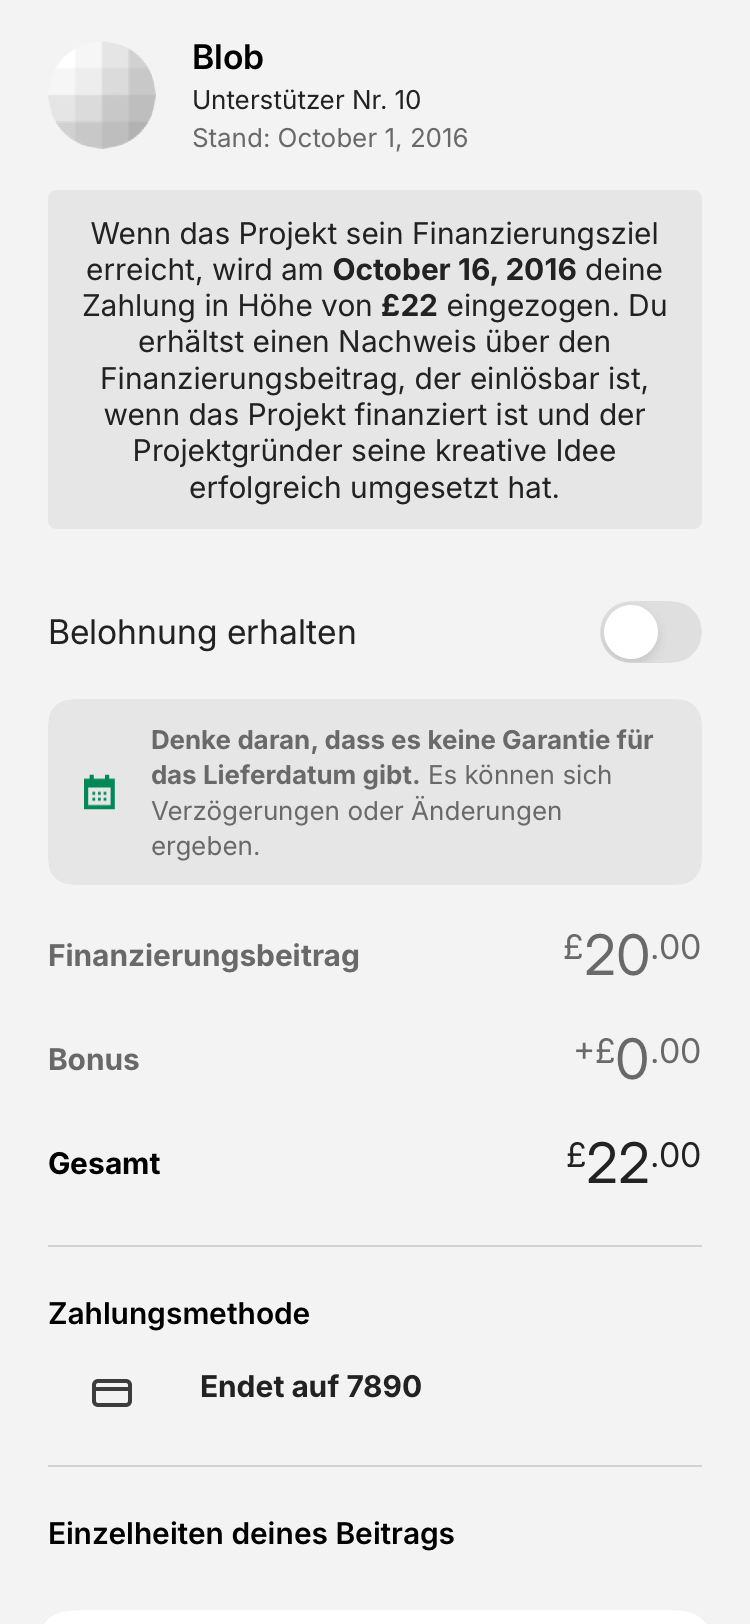 Blob
Unterstützer Nr. 10
Stand: October 1, 2016
Wenn das Projekt sein Finanzierungsziel
erreicht, wird am October 16, 2016 deine
Zahlung in Höhe von £22 eingezogen. Du
erhältst einen Nachweis über den
Finanzierungsbeitrag, der einlösbar ist,
wenn das Projekt finanziert ist und der
Projektgründer seine kreative Idee
erfolgreich umgesetzt hat.
Belohnung erhalten
Denke daran, dass es keine Garantie für
das Lieferdatum gibt. Es können sich
Verzögerungen oder Änderungen
ergeben.
Finanzierungsbeitrag £20.00
Bonus +£0.00
Gesamt £22.00
Zahlungsmethode
Endet auf 7890
Einzelheiten deines Beitrags